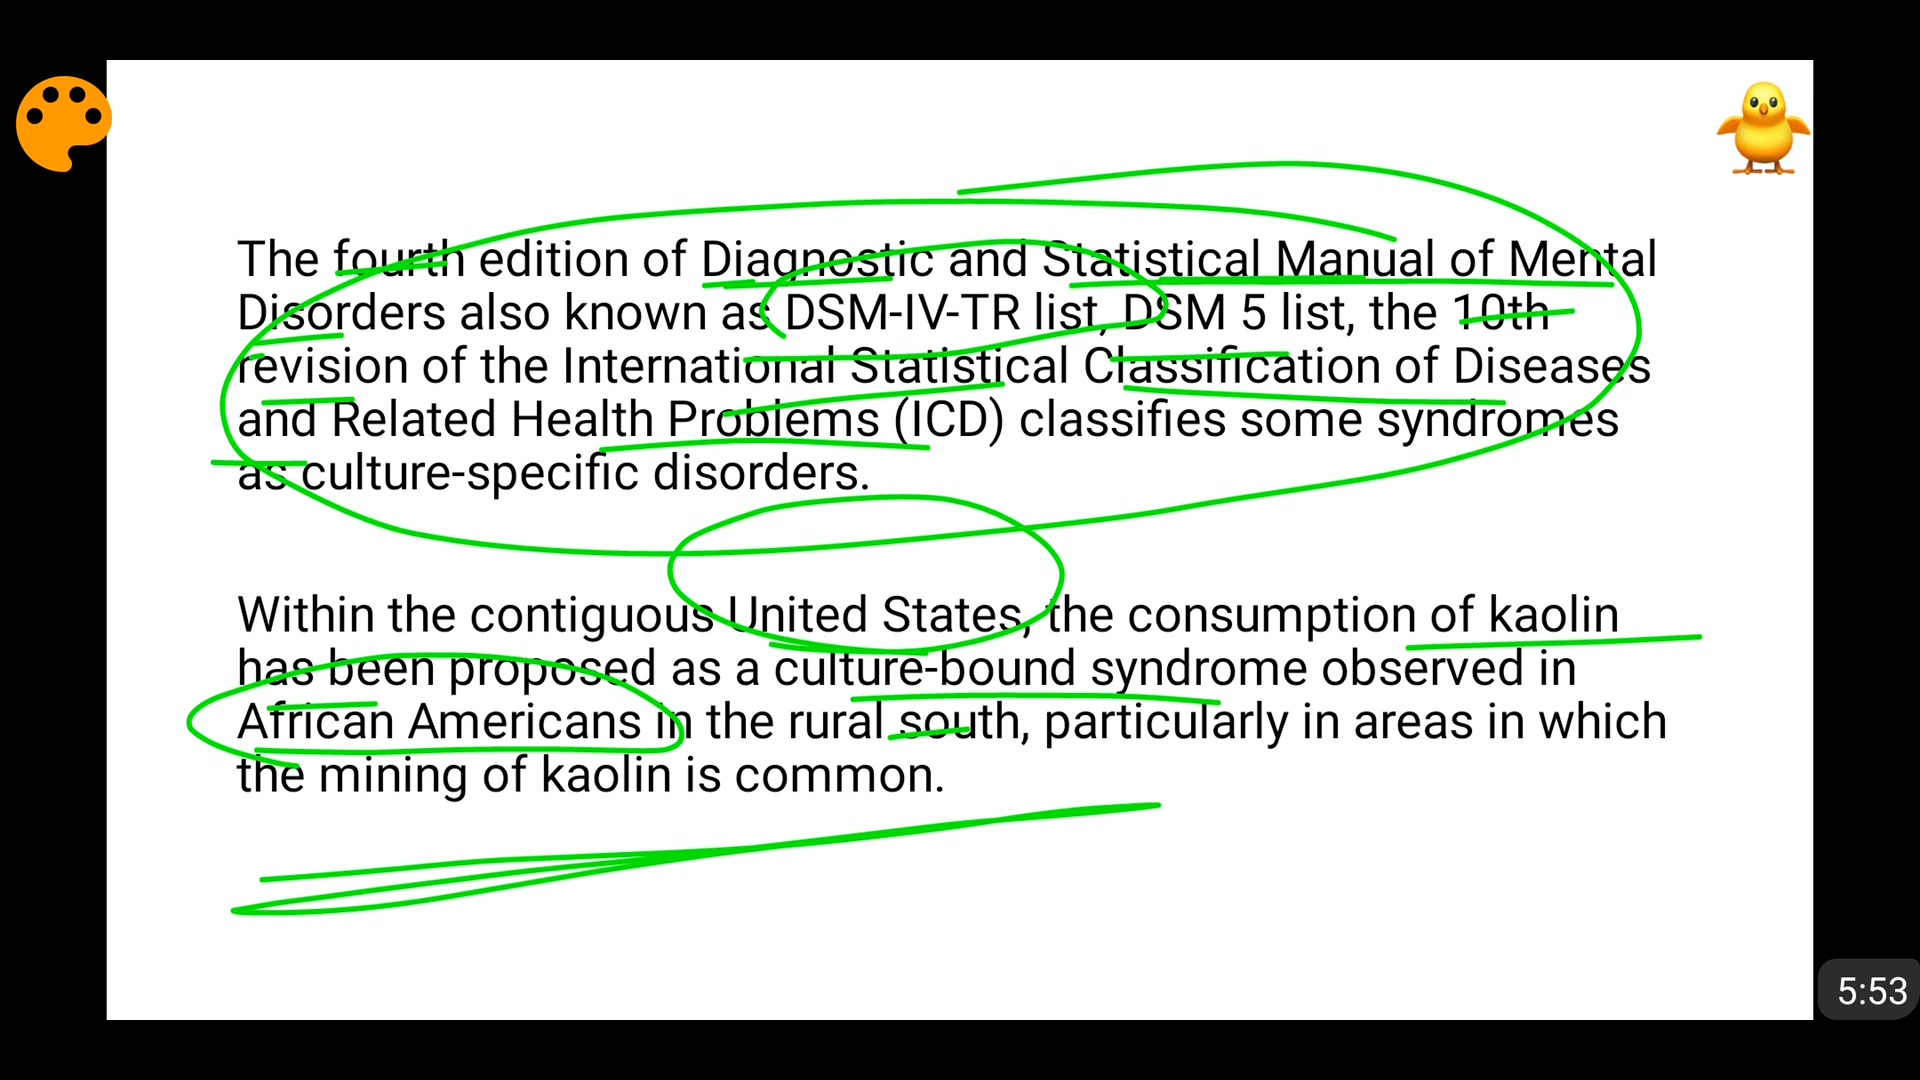 The fourth edition of Diagnostic and Statistical Manual of Mental
Disorders also known as DSM-IV-TR list, DSM 5 list, the 10th
revision of the International Statistical Classification of Diseases
and Related Health Problems (ICD) classifies some syndromes
as culture-specific disorders.
Within the contiguous United States, the consumption of kaolin
has been proposed as a culture-bound syndrome observed in
African Americans in the rural south, particularly in areas in which
the mining of kaolin is common.
5:53